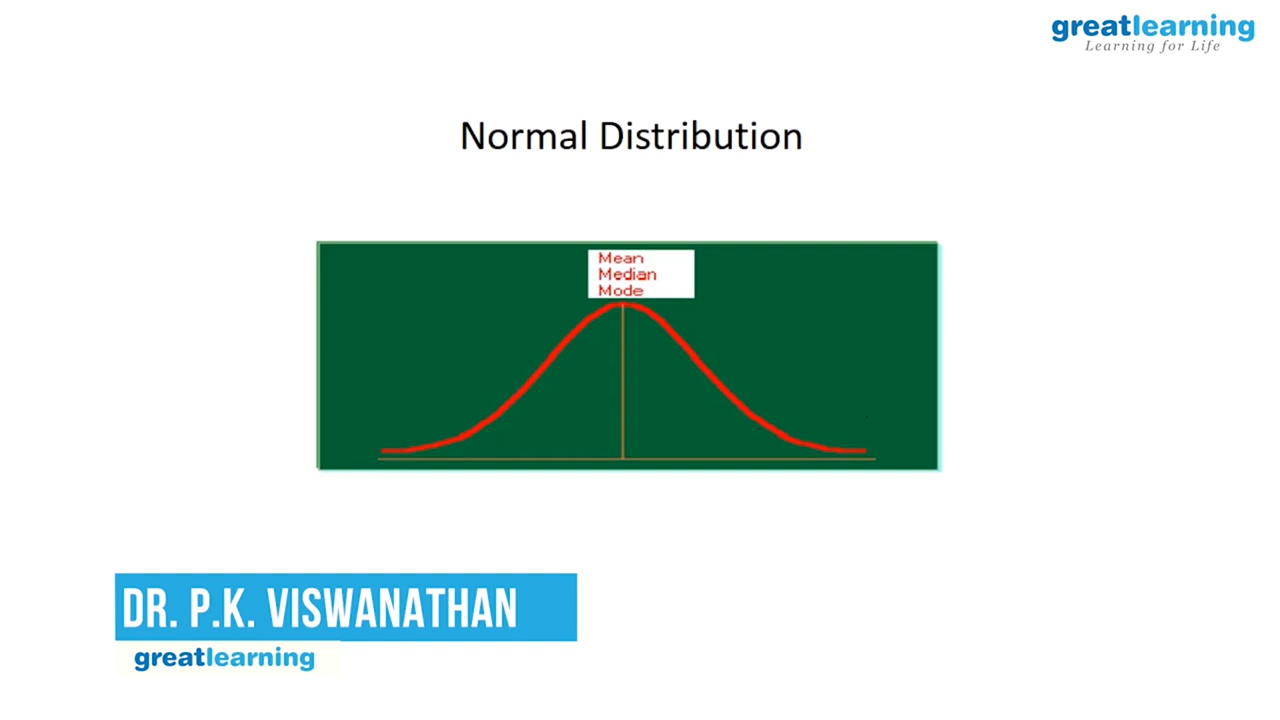 greatlearning
Learning for Life
Normal Distribution
Mean
Median
Mode
DR. P.K. VISWANATHAN
greatlearning